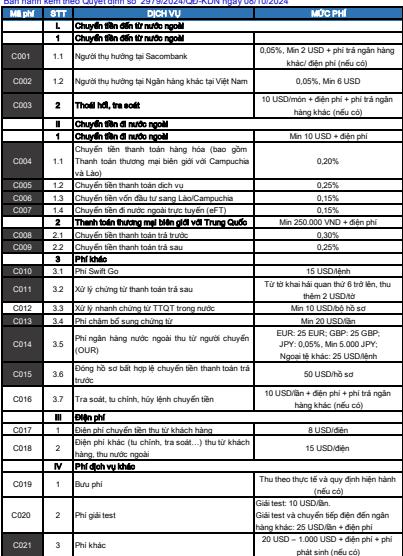 Ban hành kèm theo Quyết định số 2979/2024/QĐ-KDN ngày 08/10/2024
Mã phí STT DỊCH VỤ MỨC PHÍ
I. Chuyển tiền đến từ nước ngoài
1 Chuyển tiền đến từ nước ngoài
C001 1.1 Người thụ hưởng tại Sacombank 0,05%, Min 2 USD + phí trả ngân hàng
khác/ điện phí (nếu có)
C002 1.2 Người thụ hưởng tại Ngân hàng khác tại Việt Nam 0,05%, Min 6 USD
C003 2 Thoái hối, tra soát 10 USD/món + điện phí + phí trả ngân
hàng khác (nếu có)
II Chuyển tiền đi nước ngoài
1 Chuyển tiền đi nước ngoài Min 10 USD + điện phí
C004 1.1 Chuyển tiền thanh toán hàng hóa (bao gồm
Thanh toán thương mại biên giới với Campuchia
và Lào) 0,20%
C005 1.2 Chuyển tiền thanh toán dịch vụ 0,25%
C006 1.3 Chuyển tiền vốn đầu tư sang Lào/Campuchia 0,15%
C007 1.4 Chuyển tiền đi nước ngoài trực tuyến (eFT) 0,15%
2 Thanh toán thương mại biên giới với Trung Quốc Min 250.000 VND + điện phí
C008 2.1 Chuyển tiền thanh toán trả trước 0,30%
C009 2.2 Chuyển tiền thanh toán trả sau 0,25%
3 Phí khác
C010 3.1 Phí Swift Go 15 USD/lệnh
C011 3.2 Xử lý chứng từ thanh toán trả sau Từ tờ khai hải quan thứ 6 trở lên, thu
thêm 2 USD/tờ
C012 3.3 Xử lý nhanh chứng từ TTQT trong nước Min 10 USD/bộ hồ sơ
C013 3.4 Phí chậm bổ sung chứng từ Min 20 USD/lần
C014 3.5 Phí ngân hàng nước ngoài thu từ người chuyển
(OUR) EUR: 25 EUR; GBP: 25 GBP;
JPY: 0,05%, Min 5.000 JPY;
Ngoại tệ khác: 25 USD/lệnh
C015 3.6 Đóng hồ sơ bất hợp lệ chuyển tiền thanh toán trả
trước 50 USD/hồ sơ
C016 3.7 Tra soát, tu chỉnh, hủy lệnh chuyển tiền 10 USD/lần + điện phí + phí trả ngân
hàng khác (nếu có)
III Điện phí
C017 1 Điện phí chuyển tiền thu từ khách hàng 8 USD/điện
C018 2 Điện phí khác (tu chỉnh, tra soát…) thu từ khách
hàng, thu nước ngoài 15 USD/điện
IV Phí dịch vụ khác
C019 1 Bưu phí Thu theo thực tế và quy định hiện hành
(nếu có)
C020 2 Phí giải test Giải test: 10 USD/lần.
Giải test và chuyển tiếp điện đến ngân
hàng khác: 25 USD/lần + điện phí
C021 3 Phí khác 20 USD – 1.000 USD + điện phí + phí
phát sinh (nếu có)